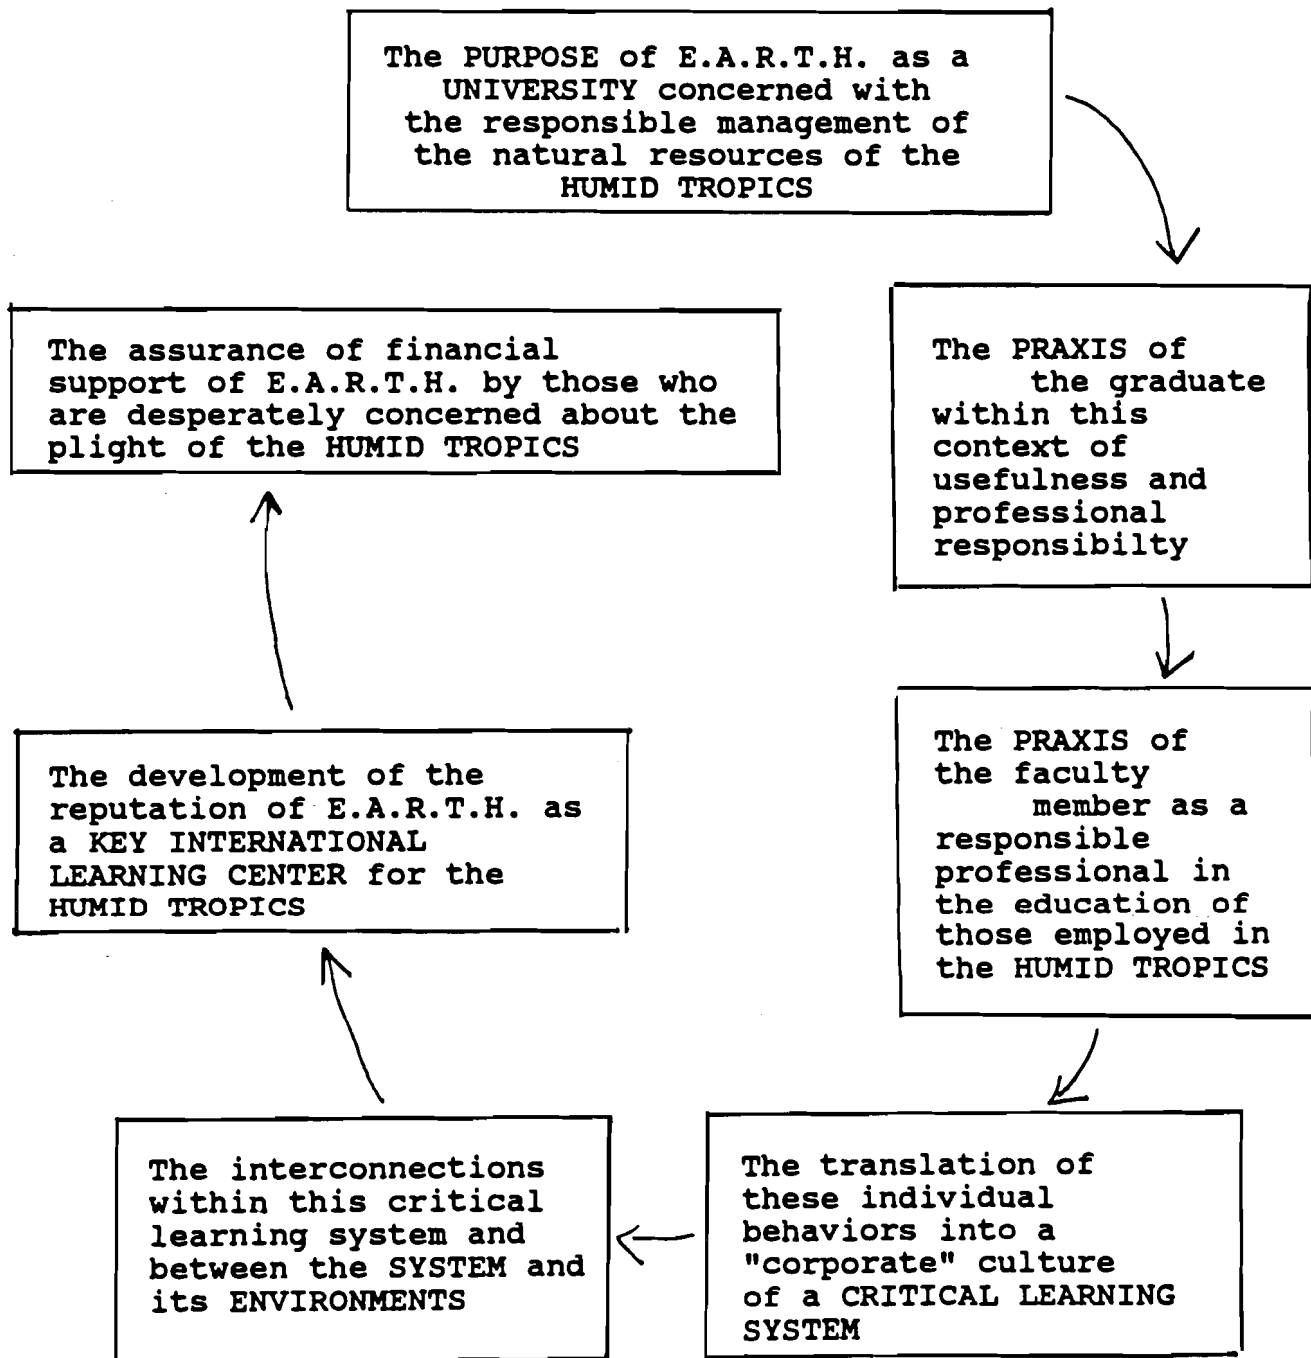 The PURPOSE of E.A.R.T.H. as a
UNIVERSITY concerned with
the responsible management of
the natural resources of the
HUMID TROPICS
The PRAXIS of
the graduate
within this
context of
usefulness and
professional
responsibilty
The PRAXIS of
the faculty
member as a
responsible
professional in
the education of
those employed in
the HUMID TROPICS
The translation of
these individual
behaviors into a
"corporate" culture
of a CRITICAL LEARNING
SYSTEM
The interconnections
within this critical
learning system and
between the SYSTEM and
its ENVIRONMENTS
The development of the
reputation of E.A.R.T.H. as
a KEY INTERNATIONAL
LEARNING CENTER for the
HUMID TROPICS
The assurance of financial
support of E.A.R.T.H. by those who
are desperately concerned about the
plight of the HUMID TROPICS